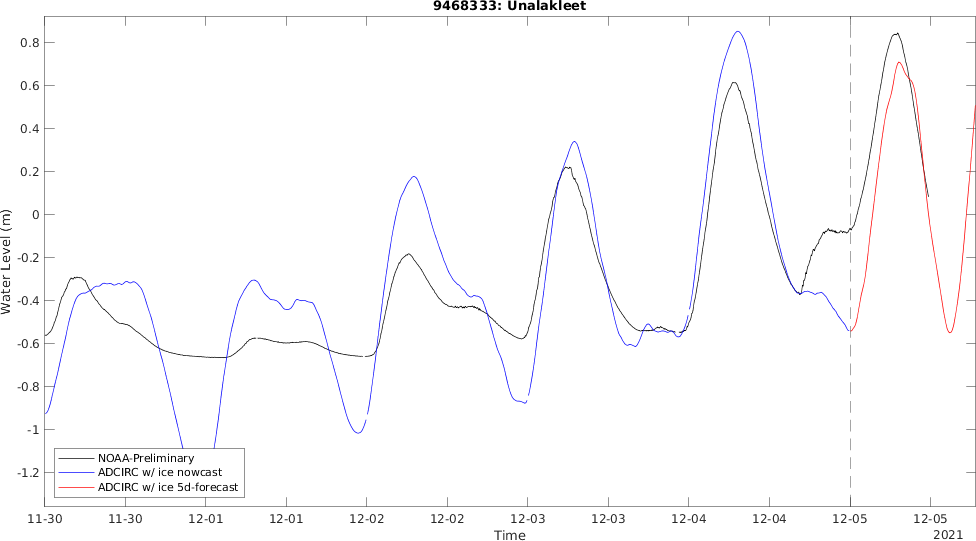 9468333: Unalakleet
0.8
0.6
0.4
0.2
0
-0.2
-0.4
-0.6
-0.8
-1
-1.2
Water Level (m)
NOAA-Preliminary
ADCIRC w/ ice nowcast
ADCIRC w/ ice 5d-forecast
11-30 11-30 12-01 12-01 12-02 12-02 12-03 12-03 12-04 12-04 12-05 12-05
Time
2021